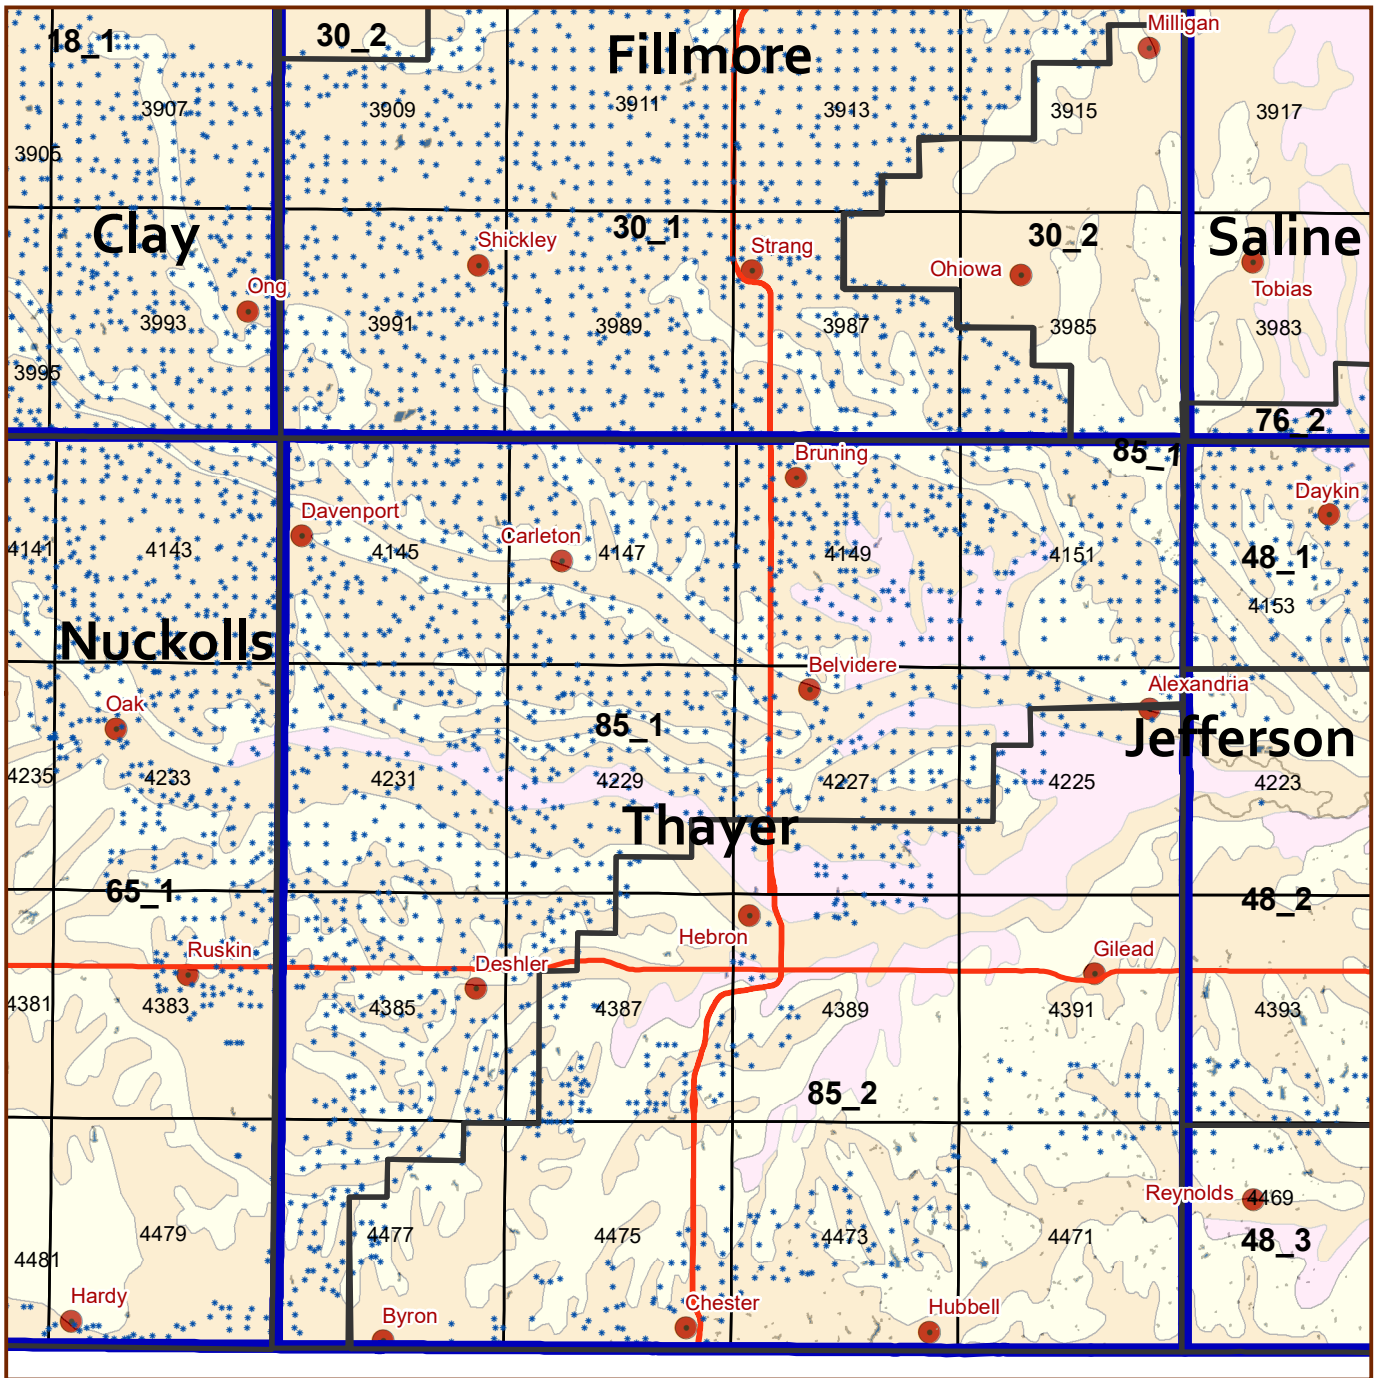 18_1
30_2
Fillmore
Milligan
3907
3909
3911
3913
3915
3917
3905
Clay
Shickley
30_1
Strang
30_2
Saline
Ohiowa
Tobias
Ong
3993
3991
3989
3987
3985
3983
3995
76_2
Bruning
85_1
Daykin
Davenport
Carleton
4141
4143
4145
4147
4149
4151
48_1
4153
Nuckolls
Belvidere
Alexandria
Oak
85_1
Jefferson
4235
4233
4231
4229
4227
4225
4223
Thayer
65_1
48_2
Ruskin
Hebron
Gilead
Deshler
4381
4383
4385
4387
4389
4391
4393
85_2
Reynolds
4469
4479
4477
4475
4473
4471
48_3
4481
Hardy
Byron
Chester
Hubbell